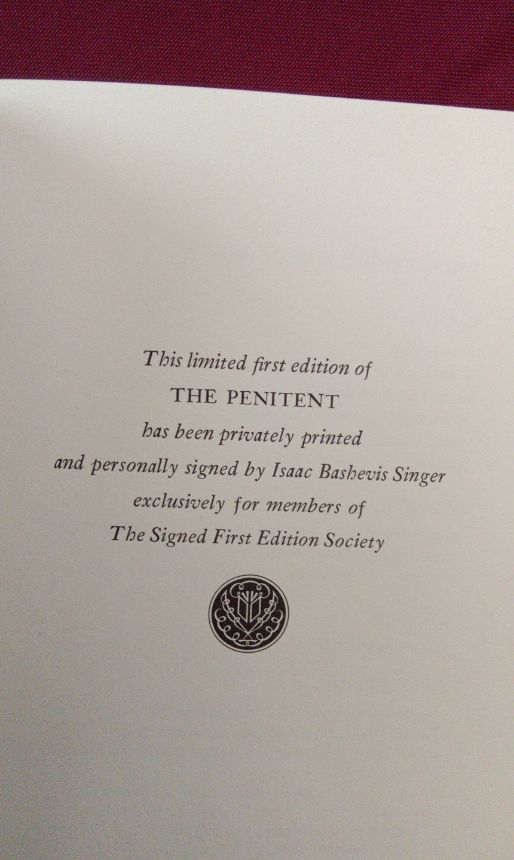 This limited first edition of
THE PENITENT
has been privately printed
and personally signed by Isaac Bashevis Singer
exclusively for members of
The Signed First Edition Society